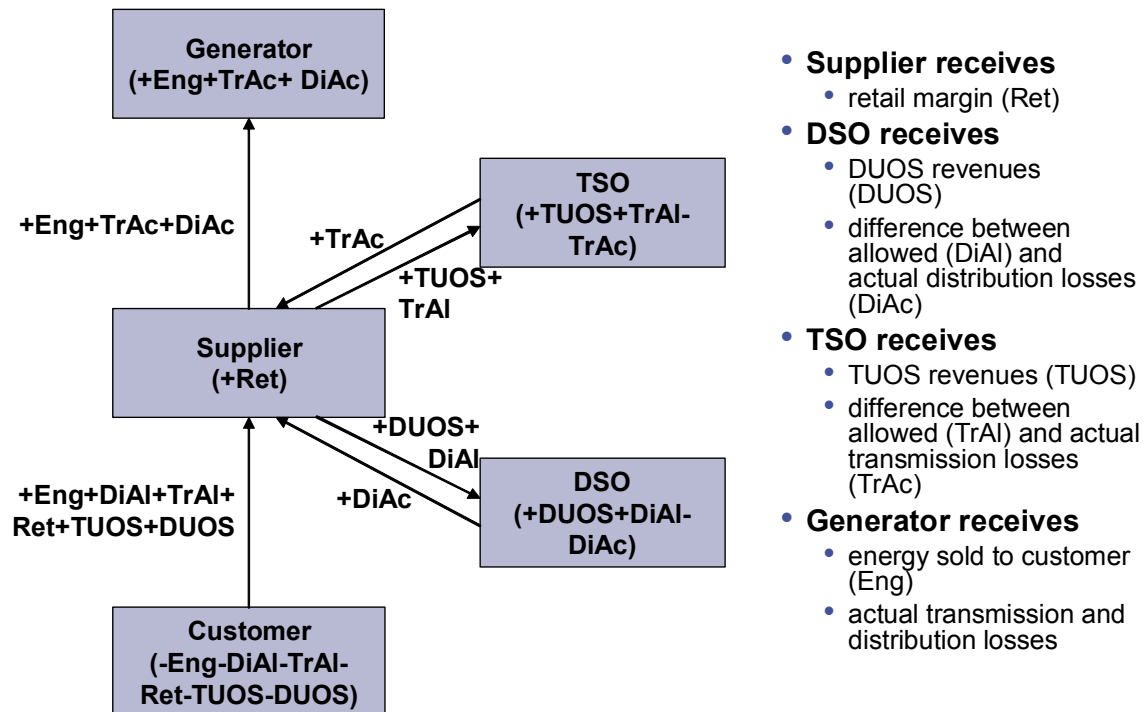 Generator
(+Eng+TrAc+ DiAc)
+Eng+TrAc+DiAc
TSO
(+TUOS+TrAl-
TrAc)
+TrAc
+TUOS+
TrAl
Supplier
(+Ret)
+DUOS+
DiAl
+DiAc
DSO
(+DUOS+DiAl-
DiAc)
+Eng+DiAl+TrAl+
Ret+TUOS+DUOS
Customer
(-Eng-DiAl-TrAl-
Ret-TUOS-DUOS)
• Supplier receives
• retail margin (Ret)
• DSO receives
• DUOS revenues
(DUOS)
• difference between
allowed (DiAl) and
actual distribution losses
(DiAc)
• TSO receives
• TUOS revenues (TUOS)
• difference between
allowed (TrAl) and actual
transmission losses
(TrAc)
• Generator receives
• energy sold to customer
(Eng)
• actual transmission and
distribution losses